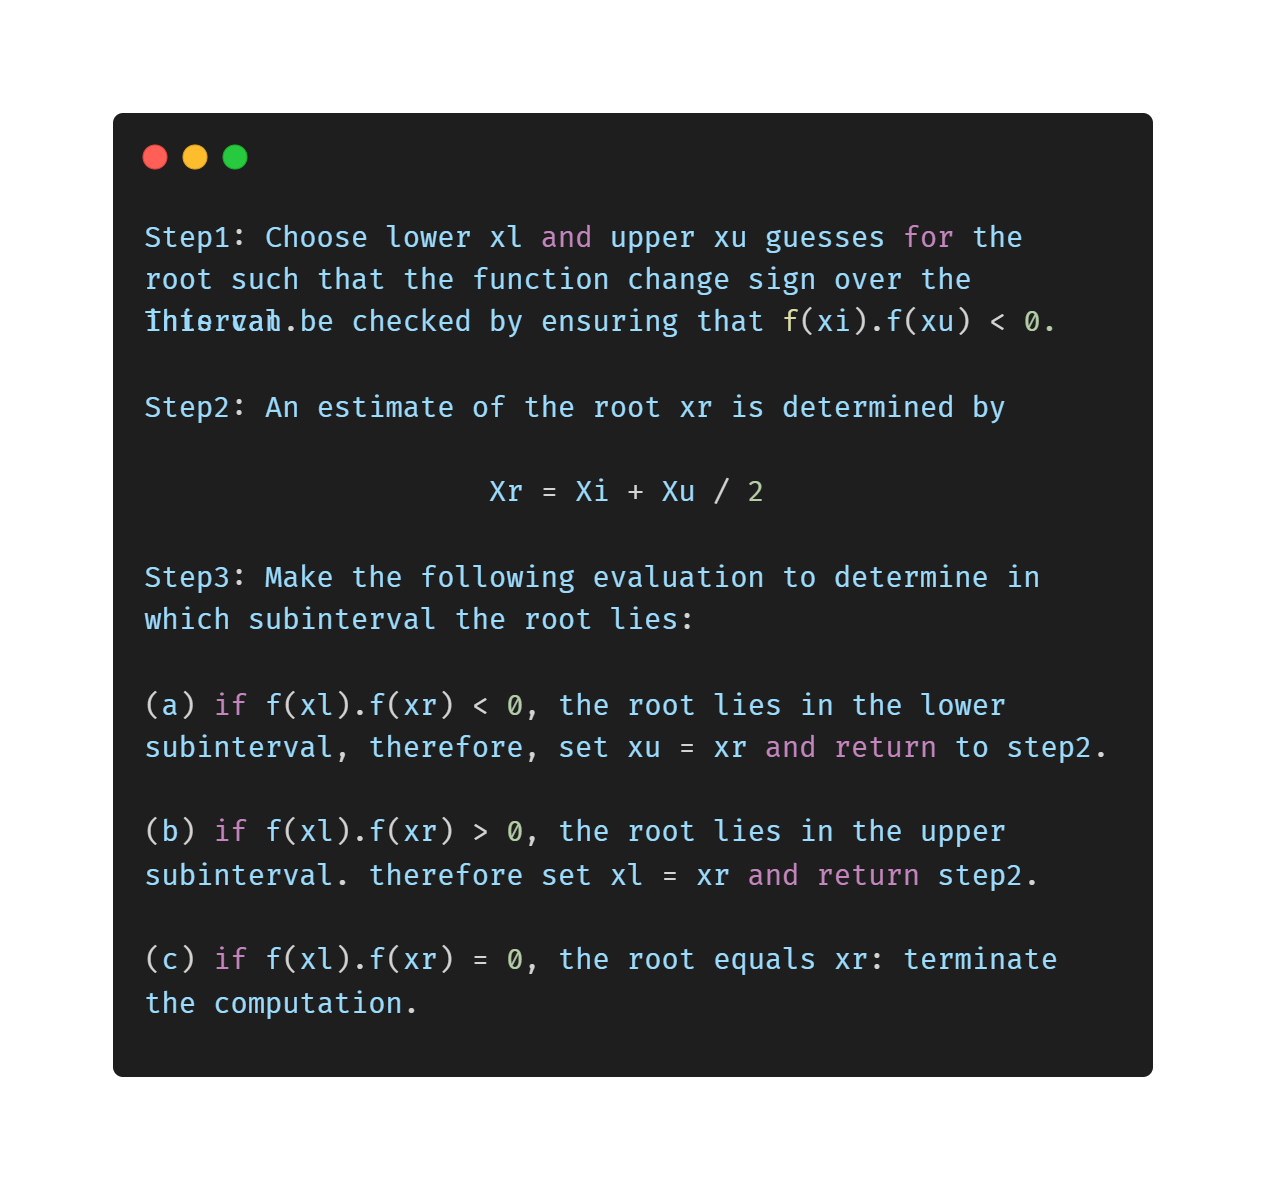 Step1: Choose lower xl and upper xu guesses for the
root such that the function change sign over the
interval.
This can be checked by ensuring that f(xi).f(xu) < 0.
Step2: An estimate of the root xr is determined by
Xr = Xi + Xu / 2
Step3: Make the following evaluation to determine in
which subinterval the root lies:
(a) if f(xl).f(xr) < 0, the root lies in the lower
subinterval, therefore, set xu = xr and return to step2.
(b) if f(xl).f(xr) > 0, the root lies in the upper
subinterval. therefore set xl = xr and return step2.
(c) if f(xl).f(xr) = 0, the root equals xr: terminate
the computation.